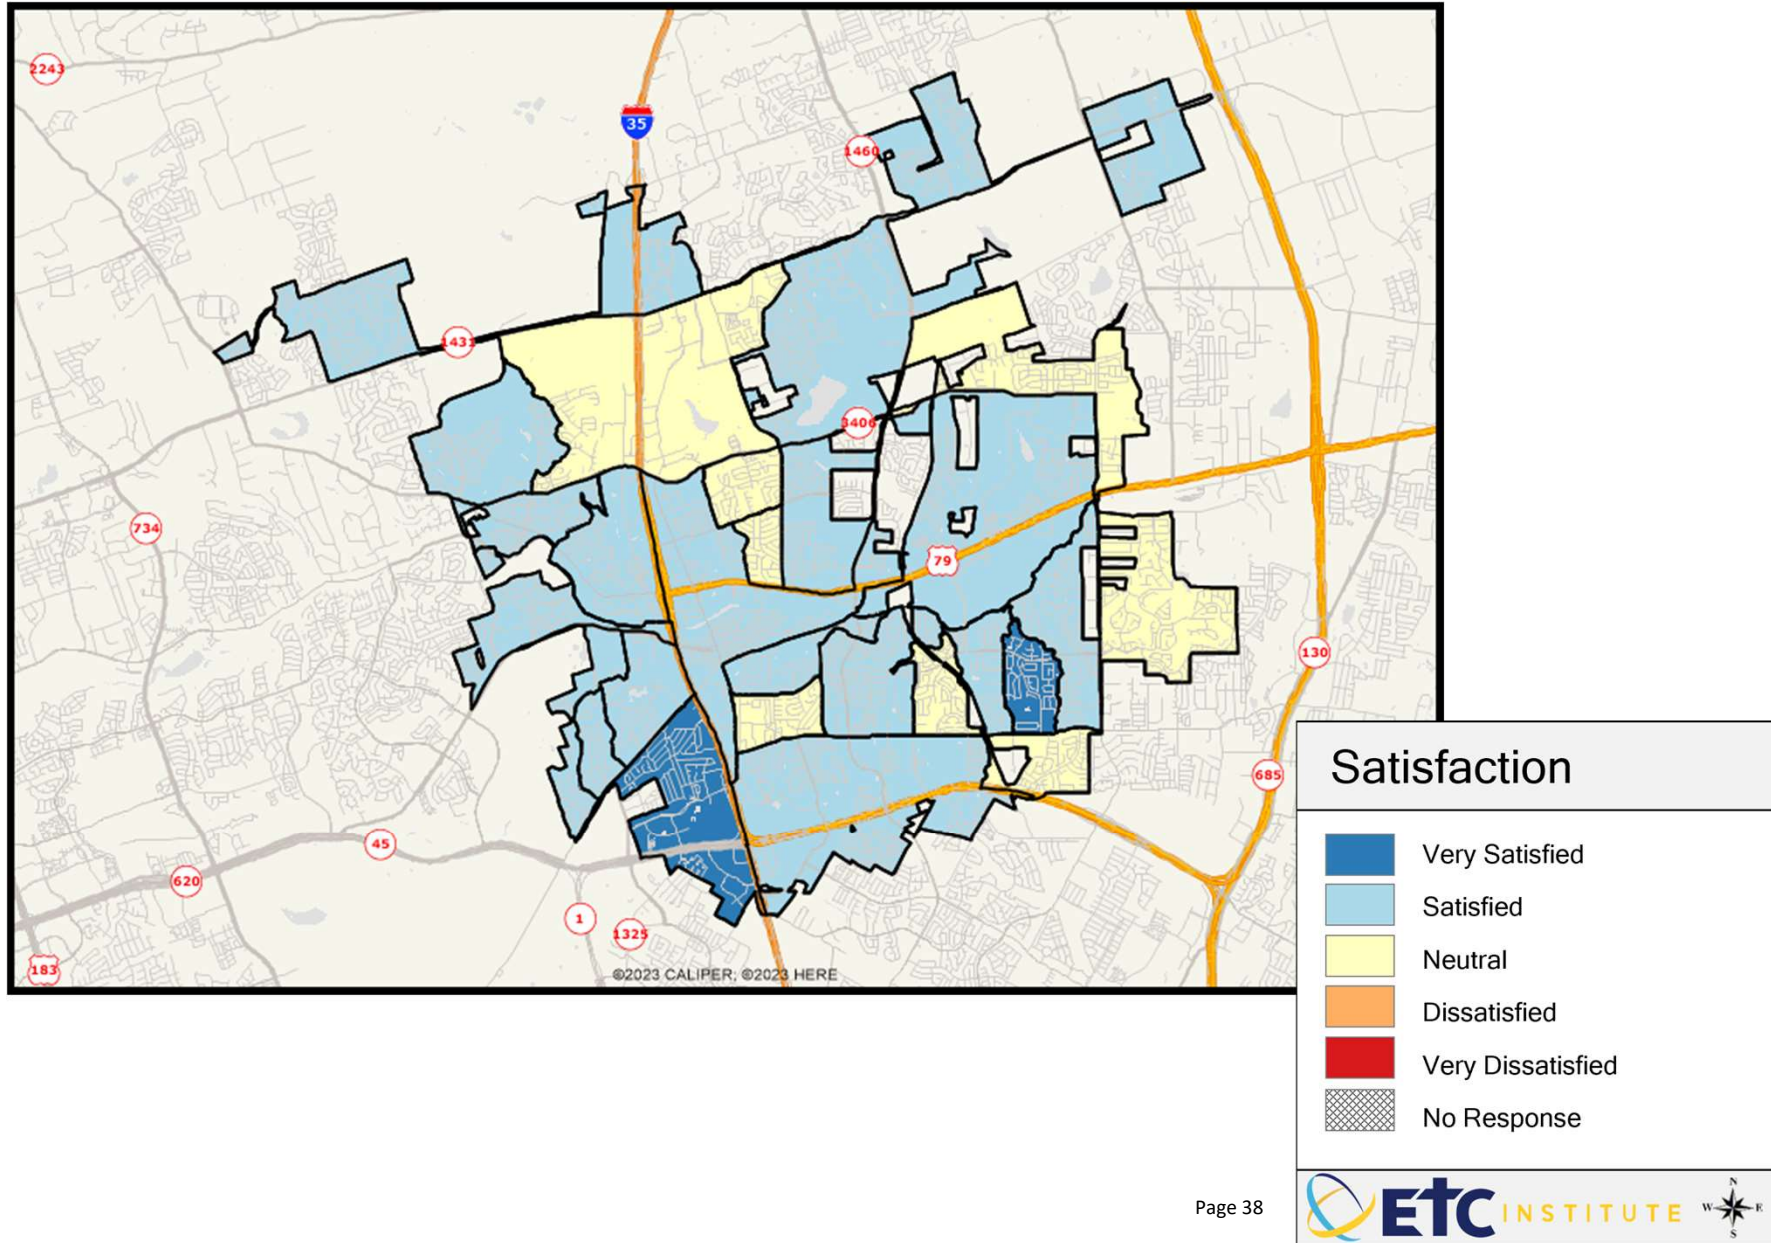 2243
35
1460
1431
3406
734
79
130
685
45
620
1
1325
183
©2023 CALIPER; ©2023 HERE
Satisfaction
Very Satisfied
Satisfied
Neutral
Dissatisfied
Very Dissatisfied
No Response
Page 38
ETC INSTITUTE
N
W E
S